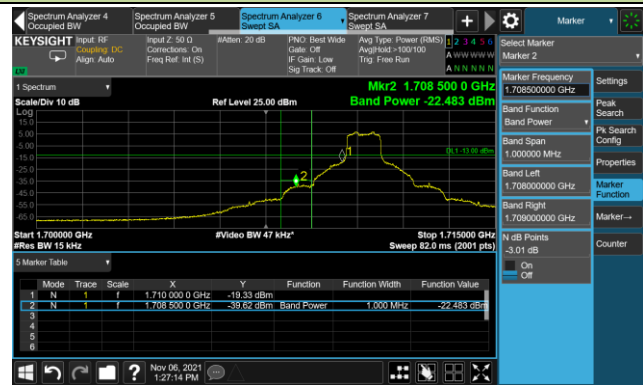 Spectrum Analyzer 4
Occupied BW
Spectrum Analyzer 5
Occupied BW
Spectrum Analyzer 6
Swept SA
Spectrum Analyzer 7
Swept SA
Marker
KEYSIGHT
Input: RF
Coupling: DC
Align: Auto
Input Z: 50 Ω
Corrections: On
Freq Ref: Int (S)
#Atten: 20 dB
PNO: Best Wide
Gate: Off
IF Gain: Low
Sig Track: Off
Avg Type: Power (RMS)
Avg|Hold:>100/100
Trig: Free Run
1 2 3 4 5 6
A W W W W W
A N N N N N
Select Marker
Marker 2
1 Spectrum
Scale/Div 10 dB
Ref Level 25.00 dBm
Mkr2 1.708 500 0 GHz
Band Power -22.483 dBm
Log
15.0
5.00
-5.00
-15.0
-25.0
-35.0
-45.0
-55.0
-65.0
DL1 -13.00 dBm
1
2
Start 1.700000 GHz
#Res BW 15 kHz
#Video BW 47 kHz*
Stop 1.715000 GHz
Sweep 82.0 ms (2001 pts)
5 Marker Table
Mode Trace Scale X Y Function Function Width Function Value
1 N 1 f 1.710 000 0 GHz -19.33 dBm
2 N 1 f 1.708 500 0 GHz -39.62 dBm Band Power 1.000 MHz -22.483 dBm
3
4
5
6
Marker Frequency
1.708500000 GHz
Band Function
Band Power
Band Span
1.000000 MHz
Band Left
1.708000000 GHz
Band Right
1.709000000 GHz
N dB Points
-3.01 dB
On
Off
Settings
Peak
Search
Pk Search
Config
Properties
Marker
Function
Marker→
Counter
Nov 06, 2021
1:27:14 PM